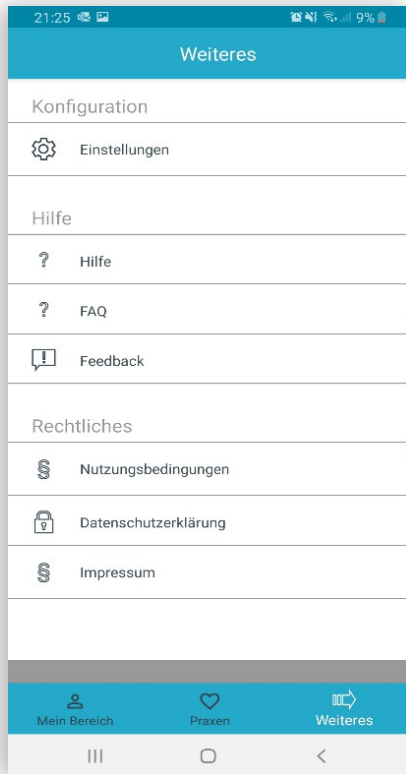 21:25 9%
Weiteres
Konfiguration
Einstellungen
Hilfe
? Hilfe
? FAQ
! Feedback
Rechtliches
§ Nutzungsbedingungen
Datenschutzerklärung
§ Impressum
Mein Bereich Praxen Weiteres